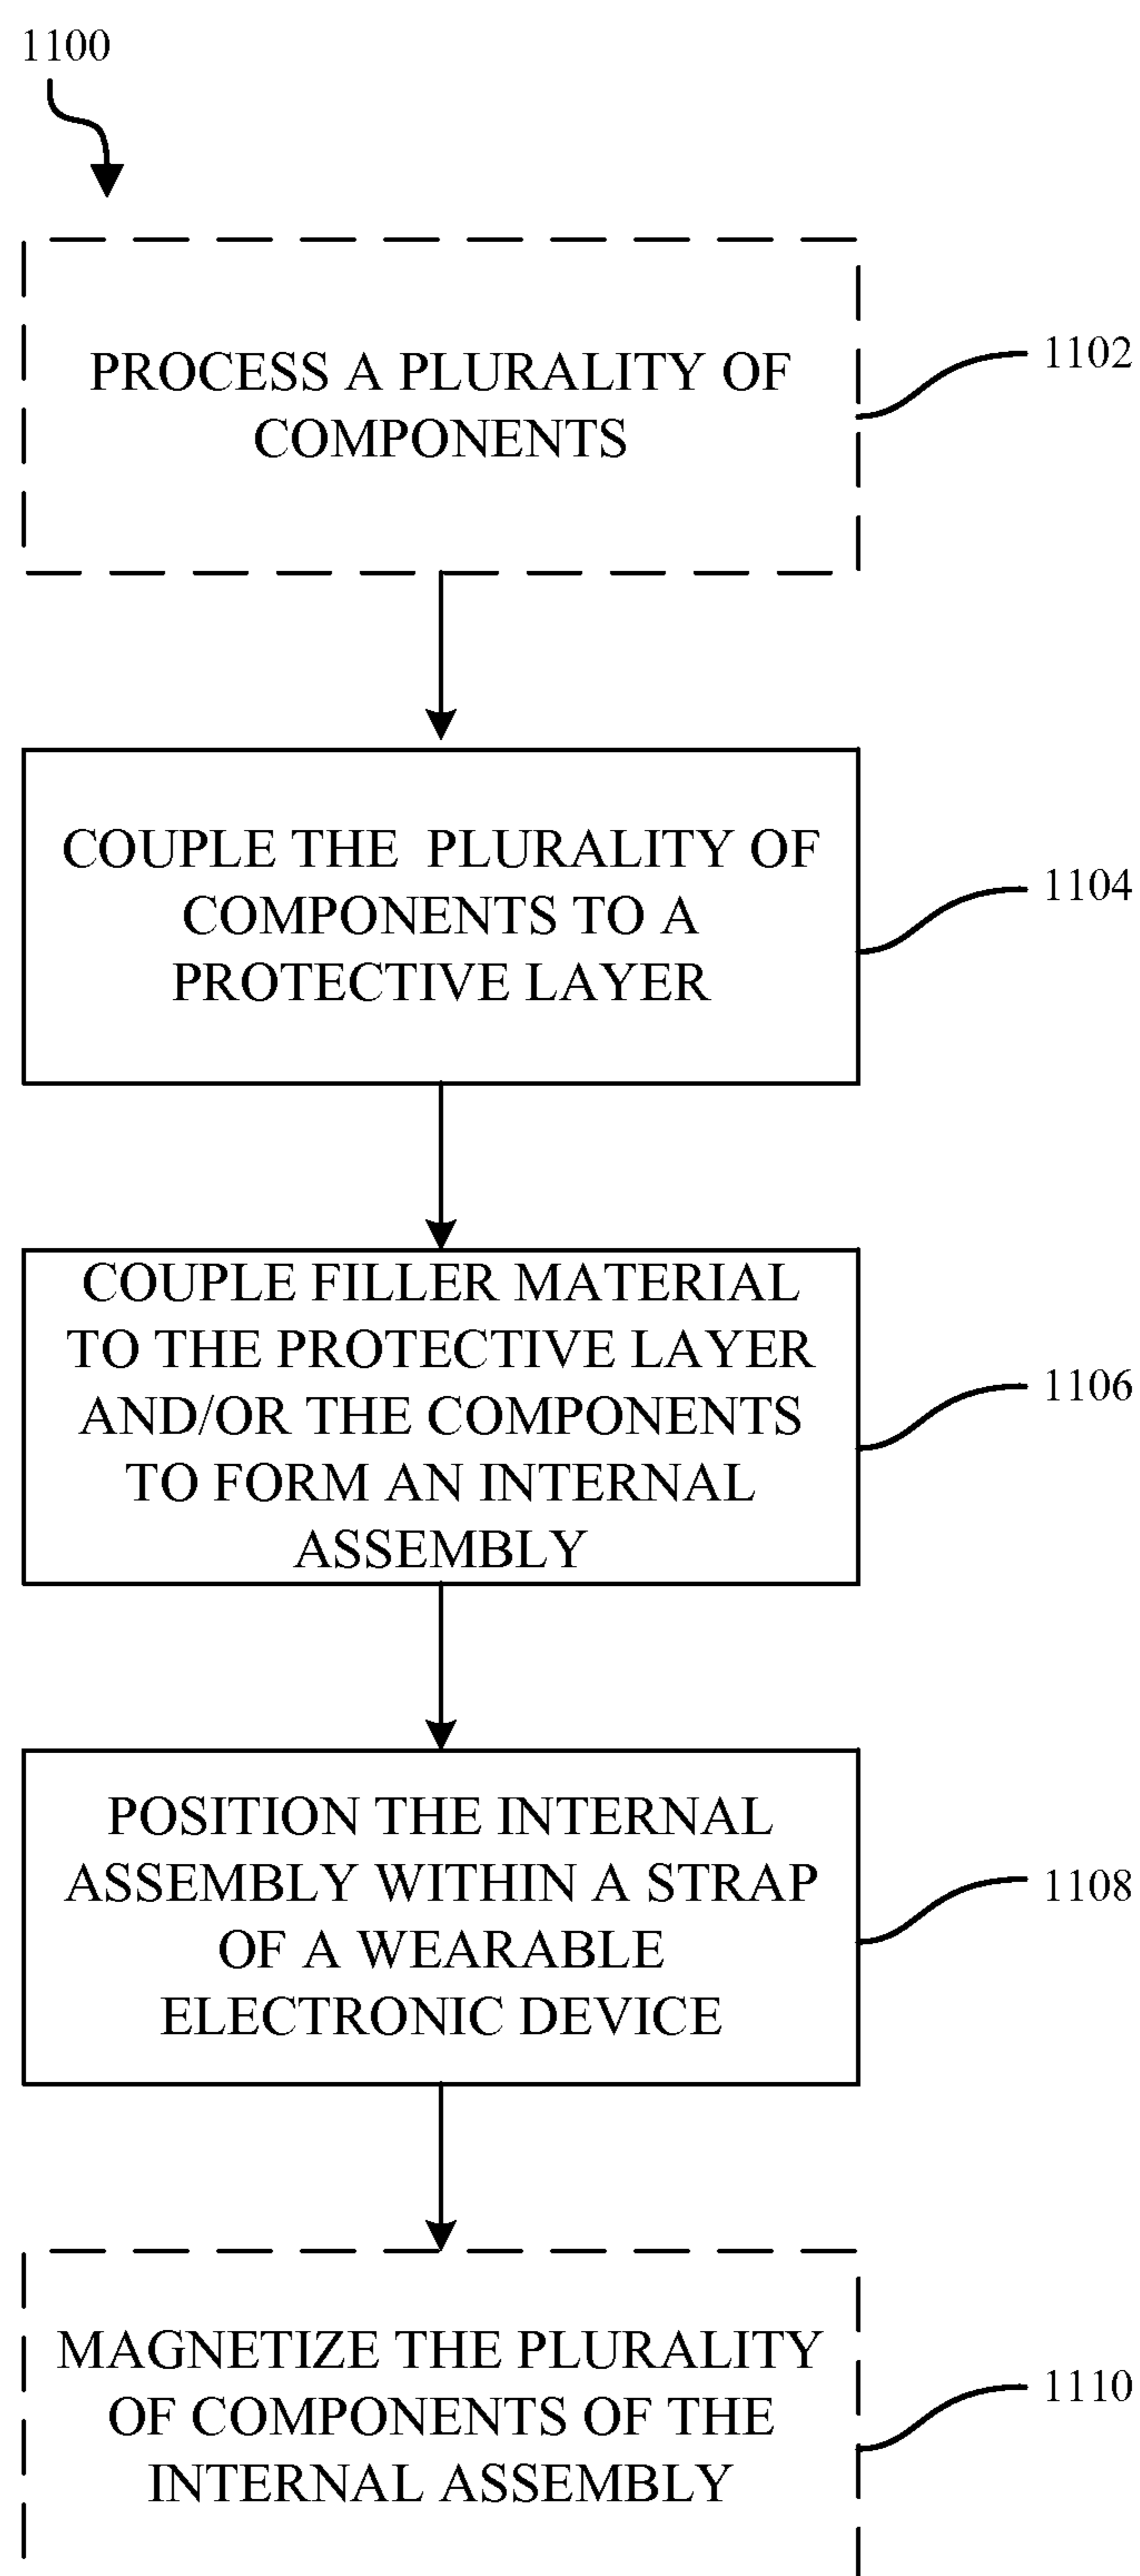 1100
PROCESS A PLURALITY OF
COMPONENTS
1102
COUPLE THE PLURALITY OF
COMPONENTS TO A
PROTECTIVE LAYER
1104
COUPLE FILLER MATERIAL
TO THE PROTECTIVE LAYER
AND/OR THE COMPONENTS
TO FORM AN INTERNAL
ASSEMBLY
1106
POSITION THE INTERNAL
ASSEMBLY WITHIN A STRAP
OF A WEARABLE
ELECTRONIC DEVICE
1108
MAGNETIZE THE PLURALITY
OF COMPONENTS OF THE
INTERNAL ASSEMBLY
1110